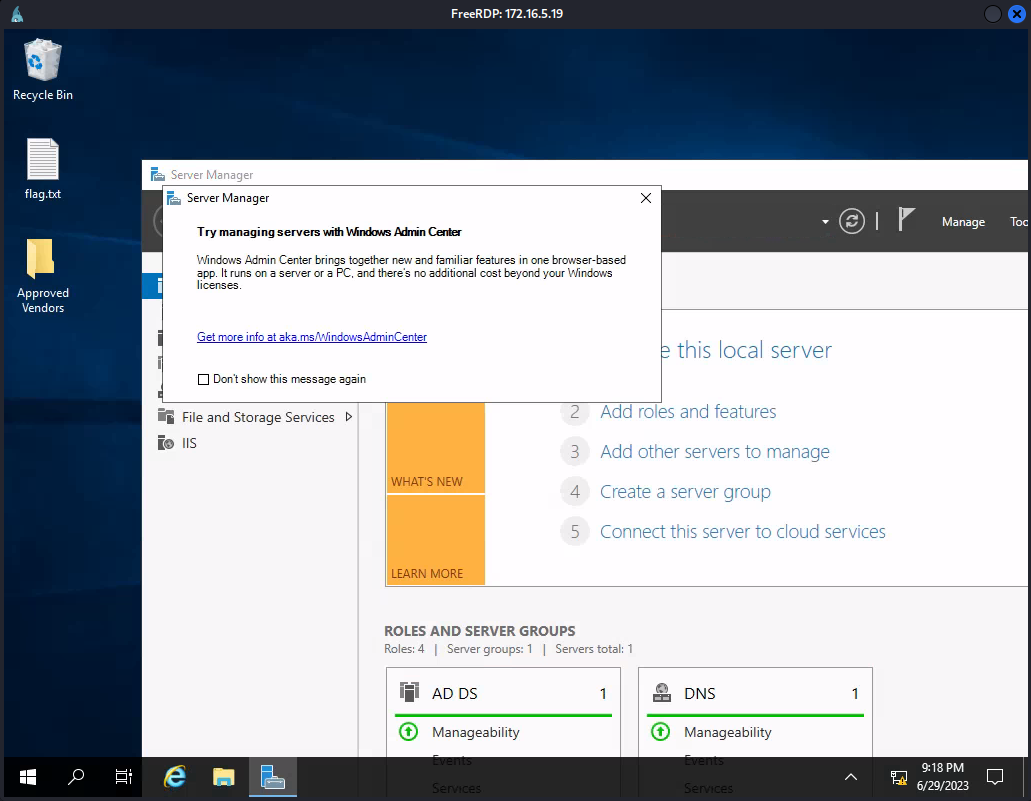 FreeRDP: 172.16.5.19
Recycle Bin
flag.txt
Approved
Vendors
Server Manager
Server Manager
Try managing servers with Windows Admin Center
Windows Admin Center brings together new and familiar features in one browser-based
app. It runs on a server or a PC, and there's no additional cost beyond your Windows
licenses.
Get more info at aka.ms/WindowsAdminCenter
Don't show this message again
Manage
this local server
File and Storage Services
IIS
WHAT'S NEW
LEARN MORE
2 Add roles and features
3 Add other servers to manage
4 Create a server group
5 Connect this server to cloud services
ROLES AND SERVER GROUPS
Roles: 4 | Server groups: 1 | Servers total: 1
AD DS 1
Manageability
Events
Services
DNS 1
Manageability
Events
Services
9:18 PM
6/29/2023